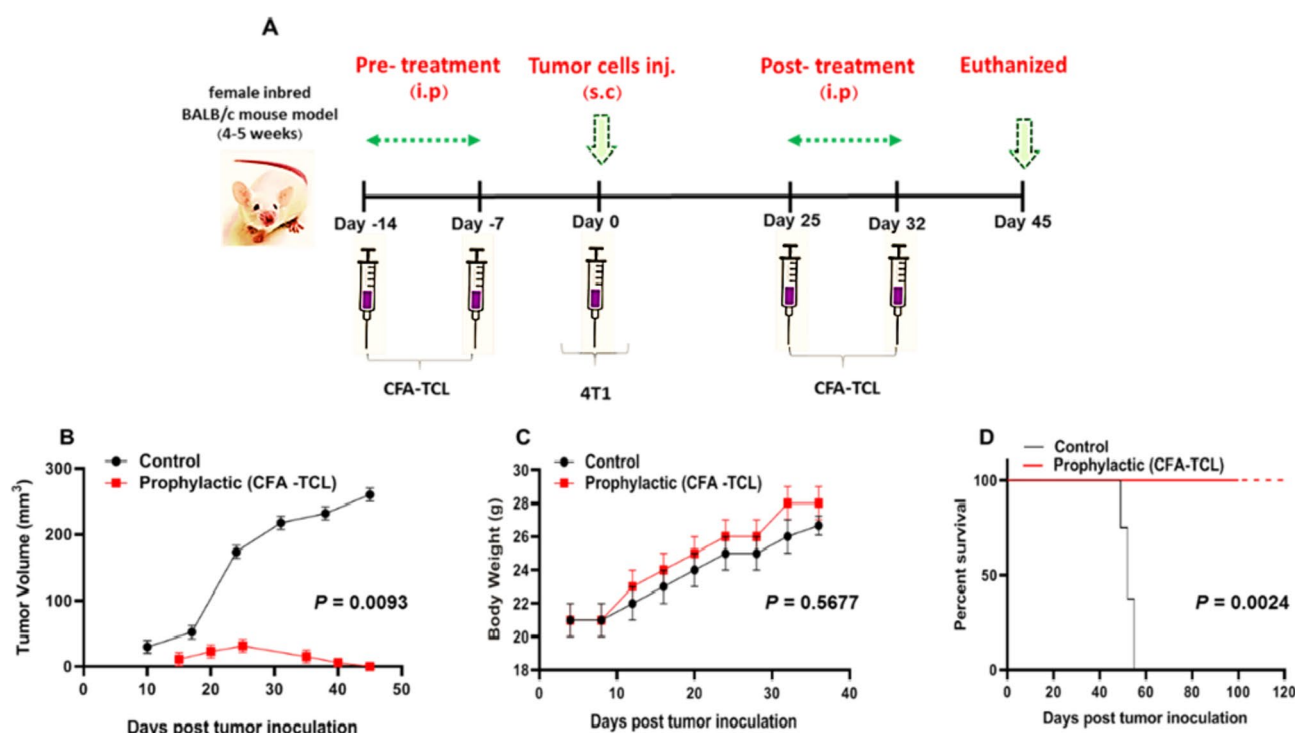 A
female inbred
BALB/c mouse model
(4-5 weeks)
Pre- treatment
(i.p)
Tumor cells inj.
(s.c)
Post- treatment
(i.p)
Euthanized
Day -14
Day -7
Day 0
Day 25
Day 32
Day 45
CFA-TCL
4T1
CFA-TCL
B
Control
Prophylactic (CFA -TCL)
Tumor Volume (mm³)
300
200
100
0
P = 0.0093
0 10 20 30 40 50
Days post tumor inoculation
C
Control
Prophylactic (CFA -TCL)
Body Weight (g)
28
26
24
22
20
18
P = 0.5677
0 10 20 30 40
Days post tumor inoculation
D
Control
Prophylactic (CFA-TCL)
Percent survival
100
50
0
P = 0.0024
0 20 40 60 80 100 120
Days post tumor inoculation